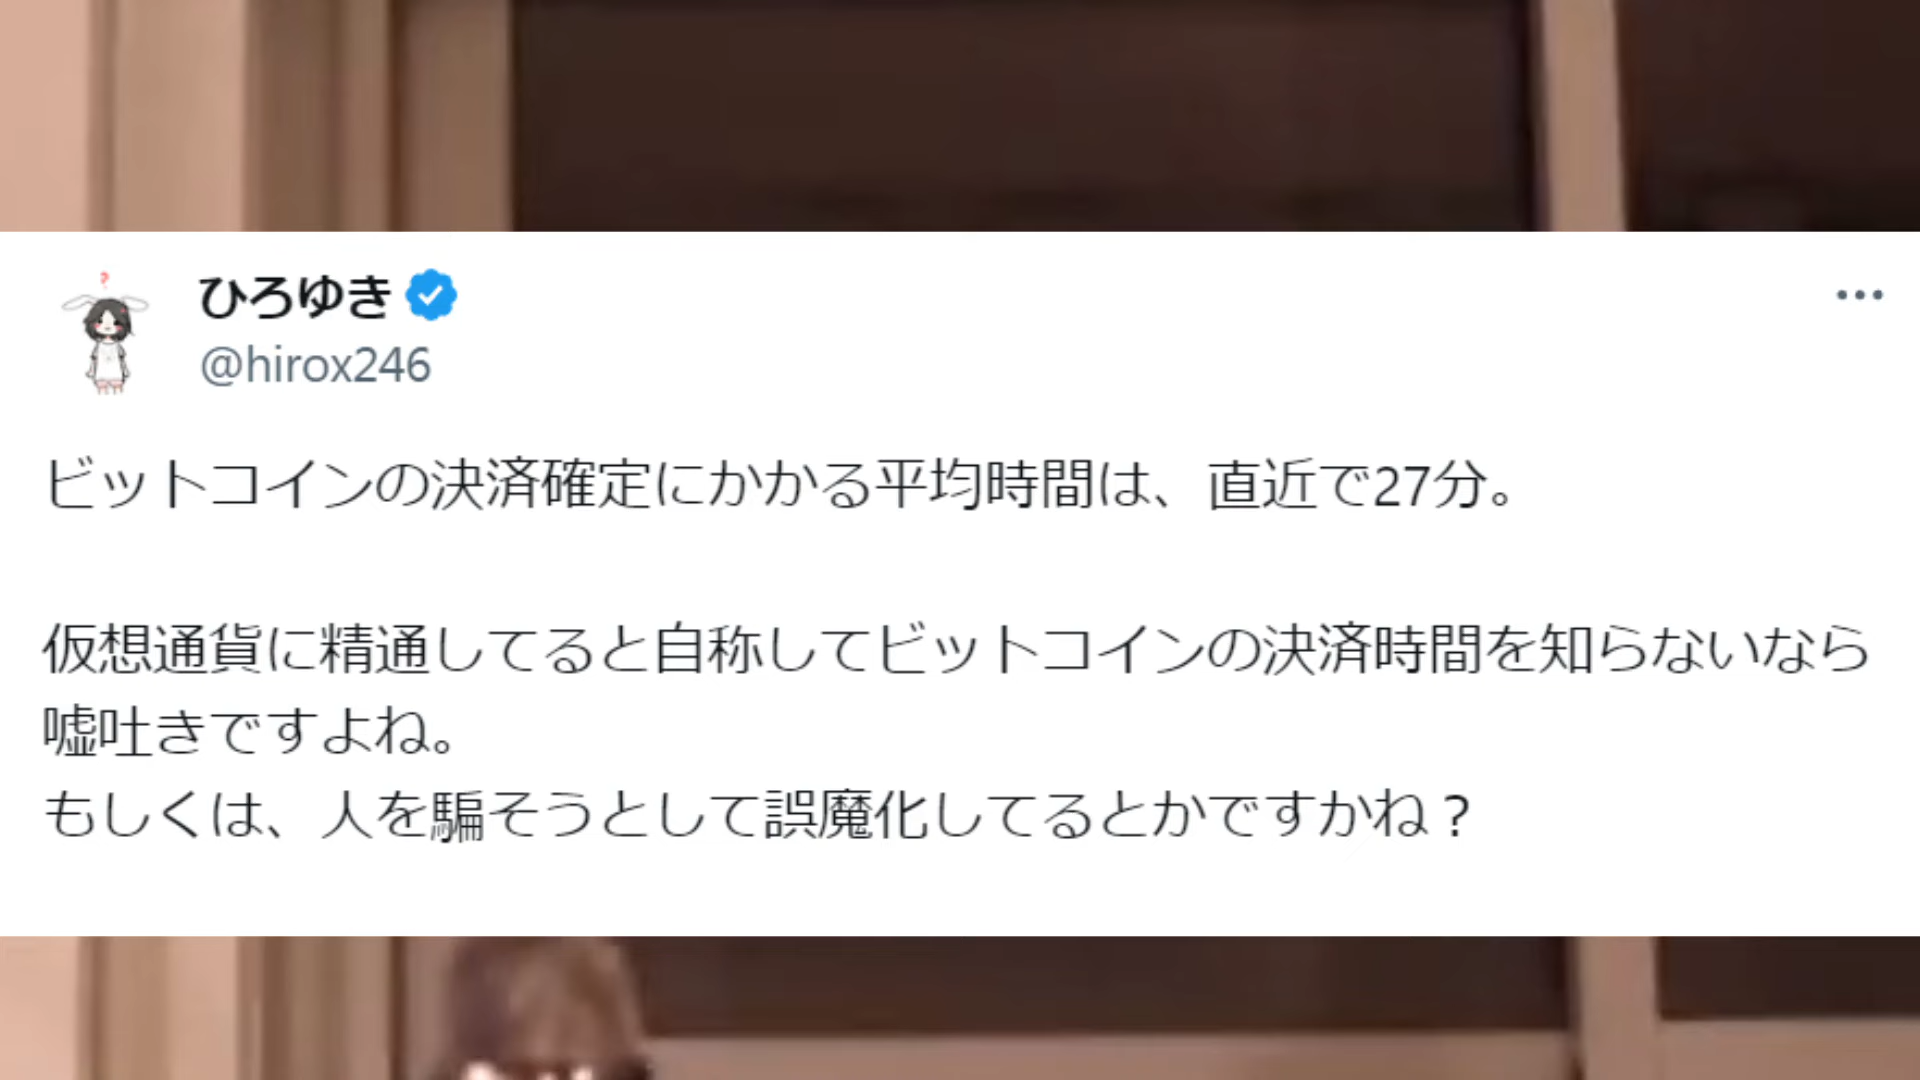 ひろゆき
@hirox246
ビットコインの決済確定にかかる平均時間は、直近で27分。
仮想通貨に精通してると自称してビットコインの決済時間を知らないなら
嘘吐きですよね。
もしくは、人を騙そうとして誤魔化してるとかですかね？